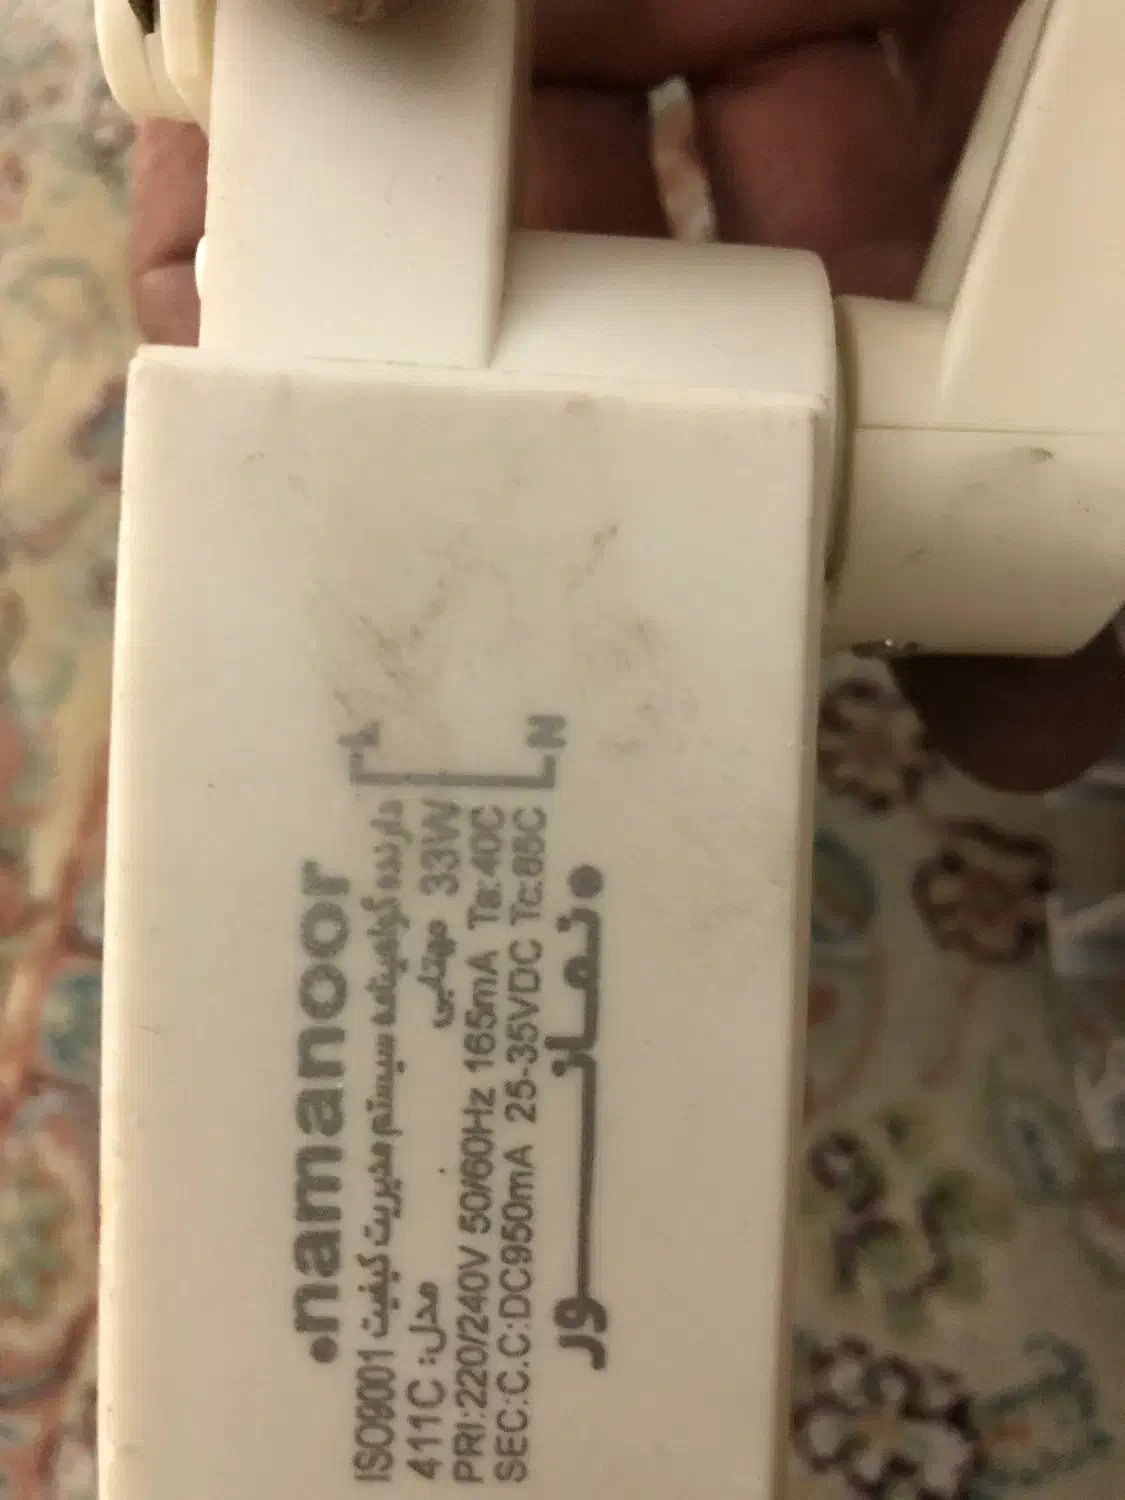 namanoor
دارنده گواهینامه سیستم مدیریت کیفیت ISO9001
مدل: 411C مهتابی 33W
PRI:220/240V 50/60Hz 165mA Ta:40C
SEC:C.C:DC950mA 25-35VDC Tc:85C
نمانور
L
N